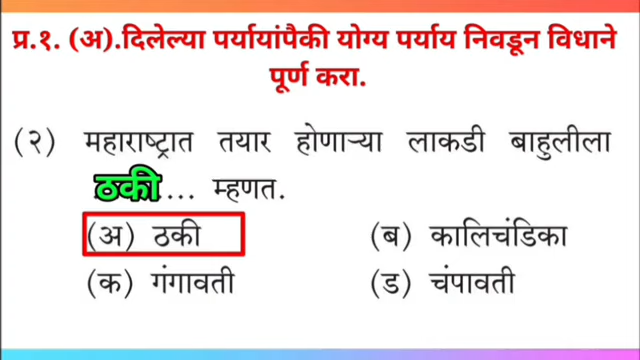 प्र.१. (अ).दिलेल्या पर्यायांपैकी योग्य पर्याय निवडून विधाने
पूर्ण करा.
(२) महाराष्ट्रात तयार होणाऱ्या लाकडी बाहुलीला
ठकी... म्हणत.
(अ) ठकी (ब) कालिचंडिका
(क) गंगावती (ड) चंपावती